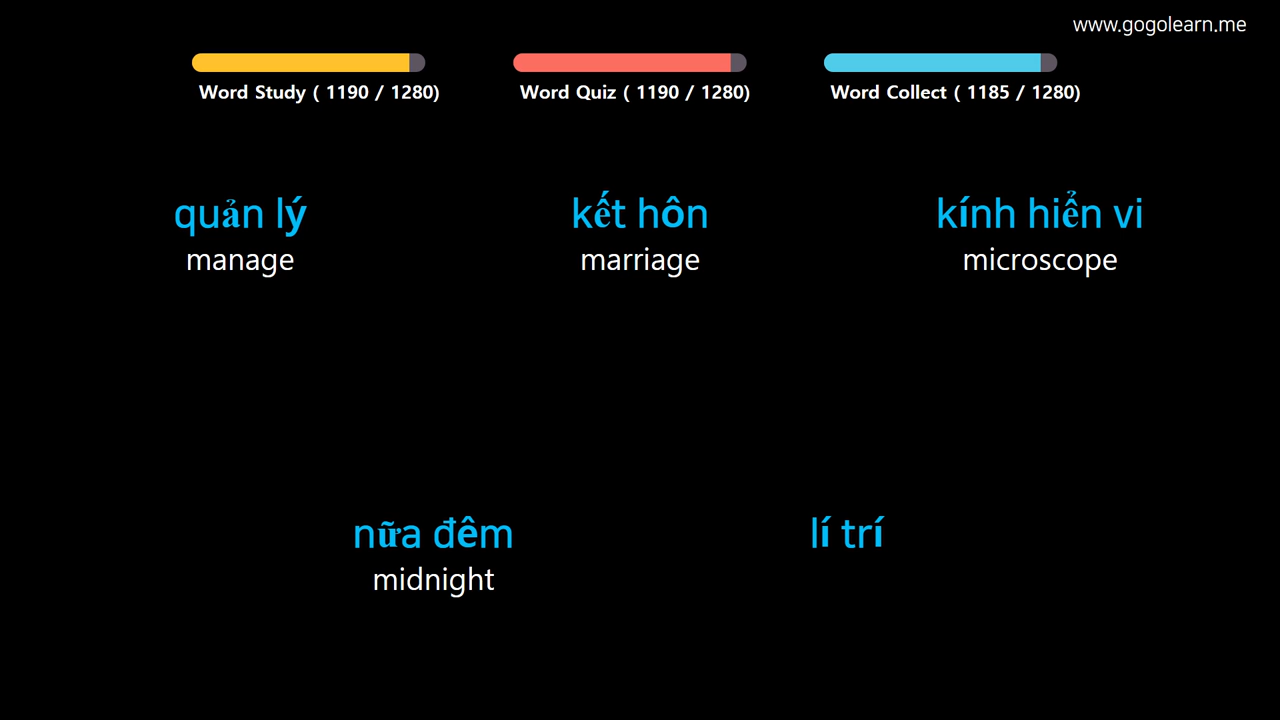 www.gogolearn.me
Word Study ( 1190 / 1280)
Word Quiz ( 1190 / 1280)
Word Collect ( 1185 / 1280)
quản lý
manage
kết hôn
marriage
kính hiển vi
microscope
nữa đêm
midnight
lí trí